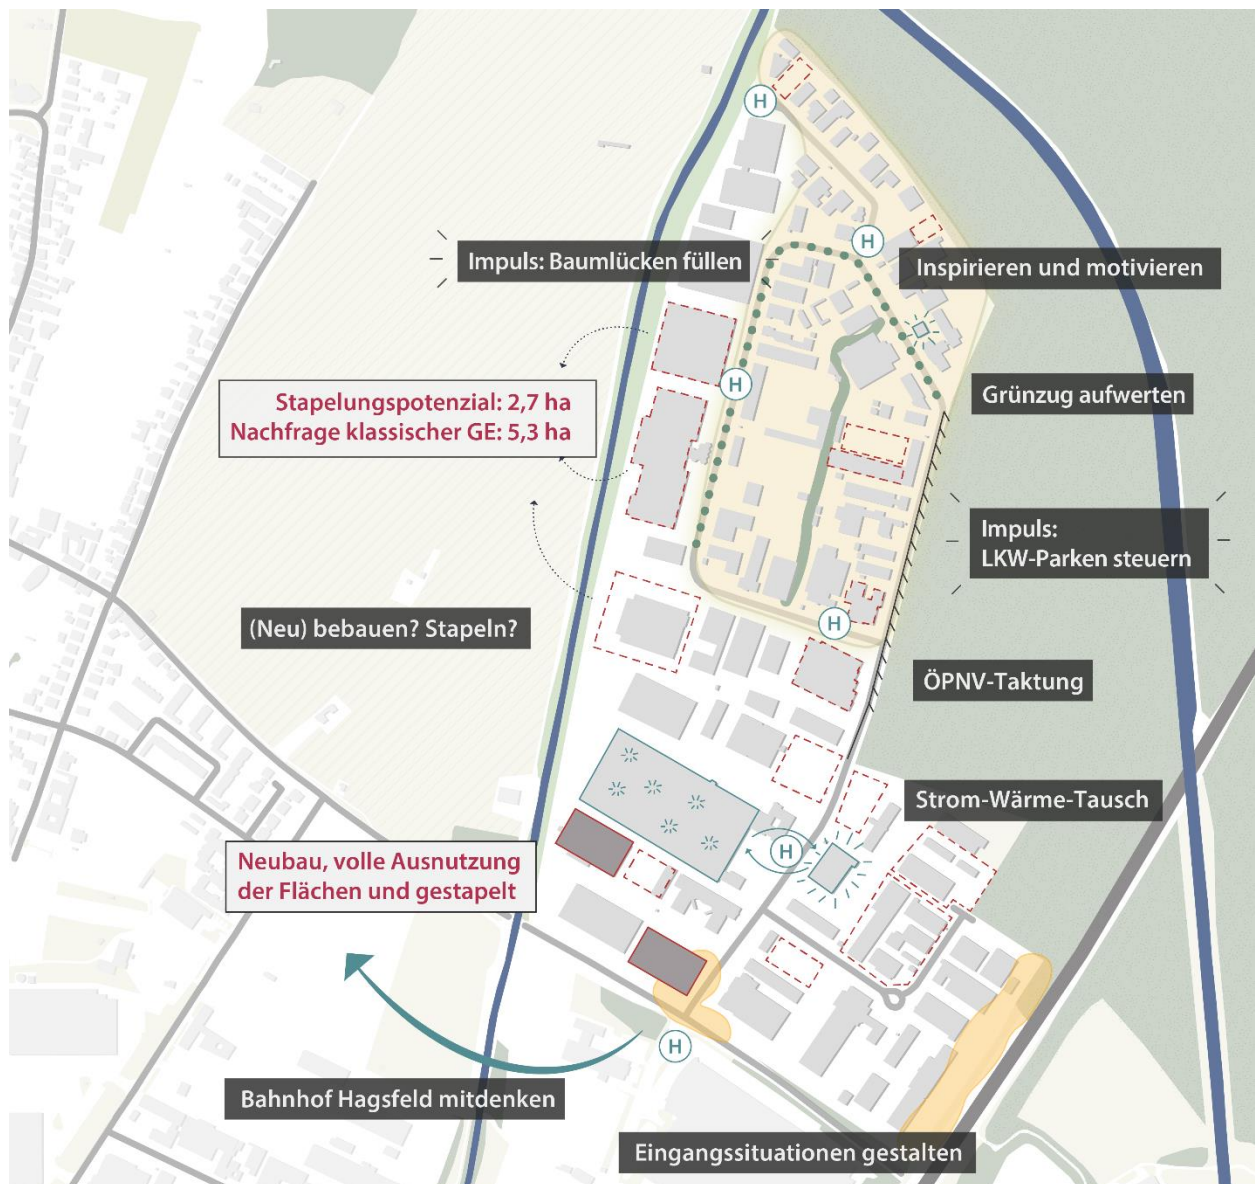 H
H
Impuls: Baumlücken füllen
Inspirieren und motivieren
H
Stapelungspotenzial: 2,7 ha
Nachfrage klassischer GE: 5,3 ha
Grünzug aufwerten
Impuls:
LKW-Parken steuern
(Neu) bebauen? Stapeln?
H
ÖPNV-Taktung
Strom-Wärme-Tausch
H
Neubau, volle Ausnutzung
der Flächen und gestapelt
H
Bahnhof Hagsfeld mitdenken
Eingangssituationen gestalten